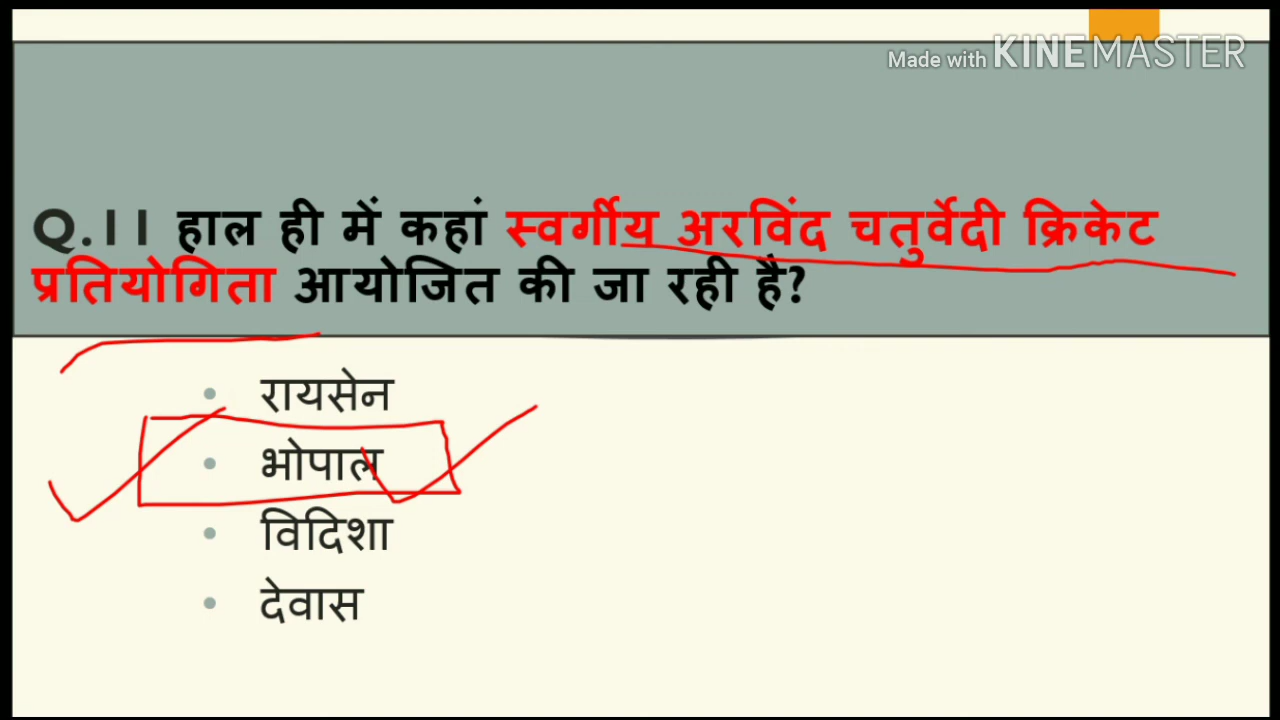 Made with KINEMASTER
Q.11 हाल ही में कहां स्वर्गीय अरविंद चतुर्वेदी क्रिकेट
प्रतियोगिता आयोजित की जा रही है?
• रायसेन
• भोपाल
• विदिशा
• देवास